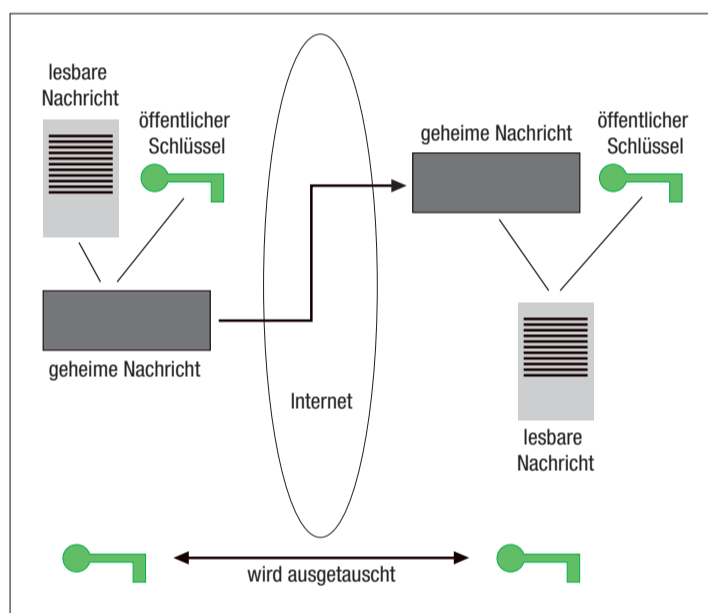 lesbare
Nachricht
öffentlicher
Schlüssel
geheime Nachricht
Internet
geheime Nachricht
öffentlicher
Schlüssel
lesbare
Nachricht
wird ausgetauscht